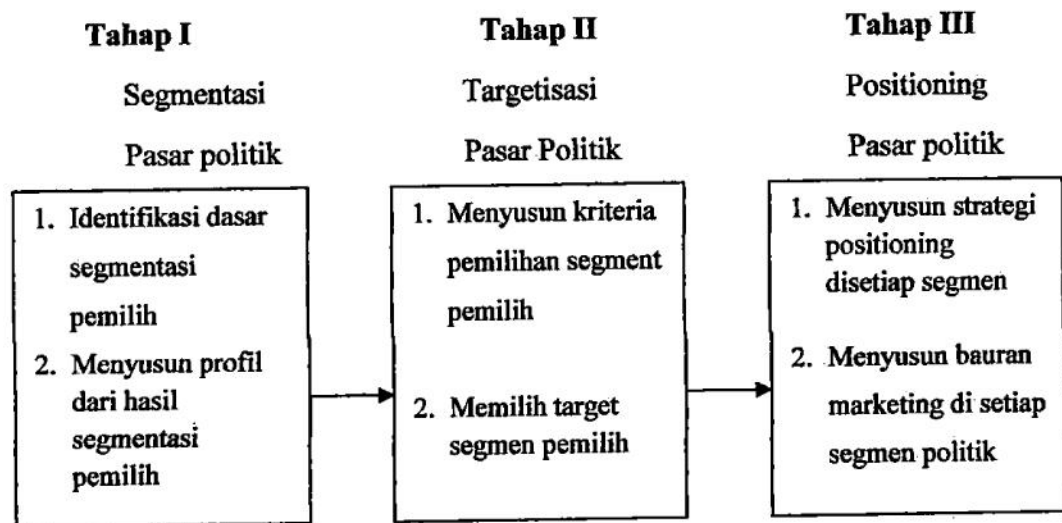 Tahap I
Segmentasi
Pasar politik
1. Identifikasi dasar
segmentasi
pemilih
2. Menyusun profil
dari hasil
segmentasi
pemilih
Tahap II
Targetisasi
Pasar Politik
1. Menyusun kriteria
pemilihan segment
pemilih
2. Memilih target
segmen pemilih
Tahap III
Positioning
Pasar politik
1. Menyusun strategi
positioning
disetiap segmen
2. Menyusun bauran
marketing di setiap
segmen politik